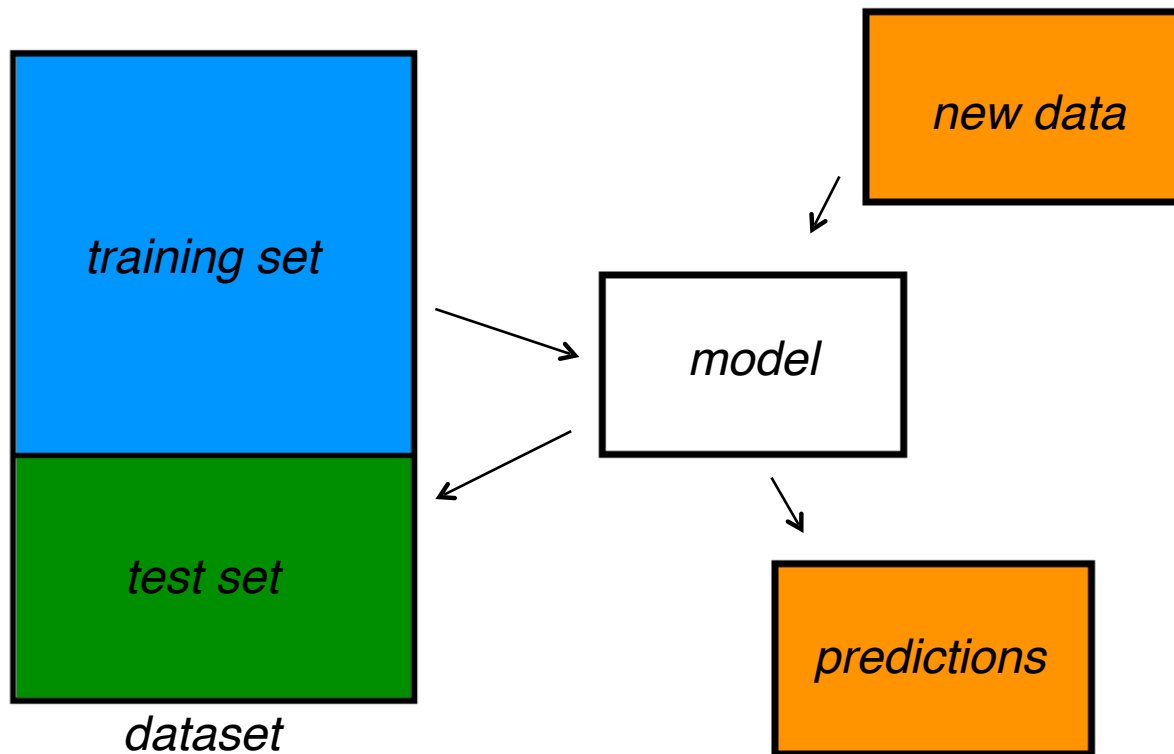 new data
training set
model
test set
predictions
dataset